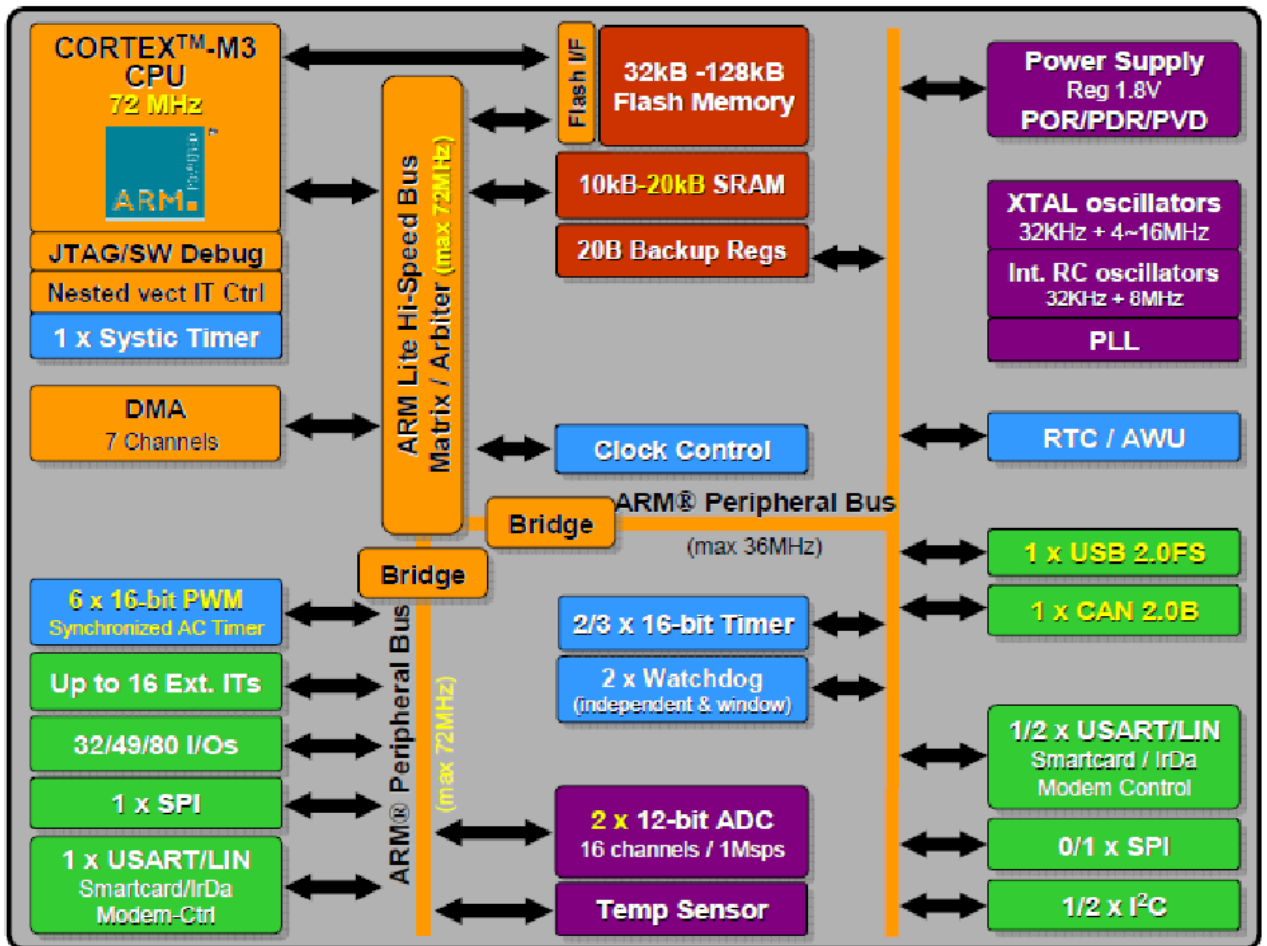 CORTEX™-M3
CPU
72 MHz
ARM
JTAG/SW Debug
Nested vect IT Ctrl
1 x Systic Timer
DMA
7 Channels
ARM Lite Hi-Speed Bus
Matrix / Arbiter (max 72MHz)
Flash I/F
32kB -128kB
Flash Memory
10kB-20kB SRAM
20B Backup Regs
Clock Control
Power Supply
Reg 1.8V
POR/PDR/PVD
XTAL oscillators
32KHz + 4~16MHz
Int. RC oscillators
32KHz + 8MHz
PLL
RTC / AWU
Bridge
ARM® Peripheral Bus
(max 36MHz)
Bridge
ARM® Peripheral Bus
(max 72MHz)
6 x 16-bit PWM
Synchronized AC Timer
Up to 16 Ext. ITs
32/49/80 I/Os
1 x SPI
1 x USART/LIN
Smartcard/IrDa
Modem-Ctrl
2/3 x 16-bit Timer
2 x Watchdog
(independent & window)
2 x 12-bit ADC
16 channels / 1Msps
Temp Sensor
1 x USB 2.0FS
1 x CAN 2.0B
1/2 x USART/LIN
Smartcard / IrDa
Modem Control
0/1 x SPI
1/2 x I²C